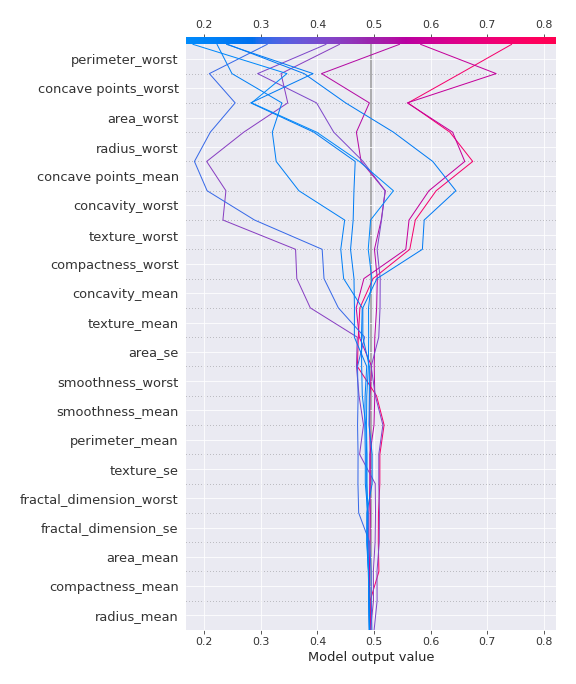 0.2 0.3 0.4 0.5 0.6 0.7 0.8
perimeter_worst
concave points_worst
area_worst
radius_worst
concave points_mean
concavity_worst
texture_worst
compactness_worst
concavity_mean
texture_mean
area_se
smoothness_worst
smoothness_mean
perimeter_mean
texture_se
fractal_dimension_worst
fractal_dimension_se
area_mean
compactness_mean
radius_mean
0.2 0.3 0.4 0.5 0.6 0.7 0.8
Model output value